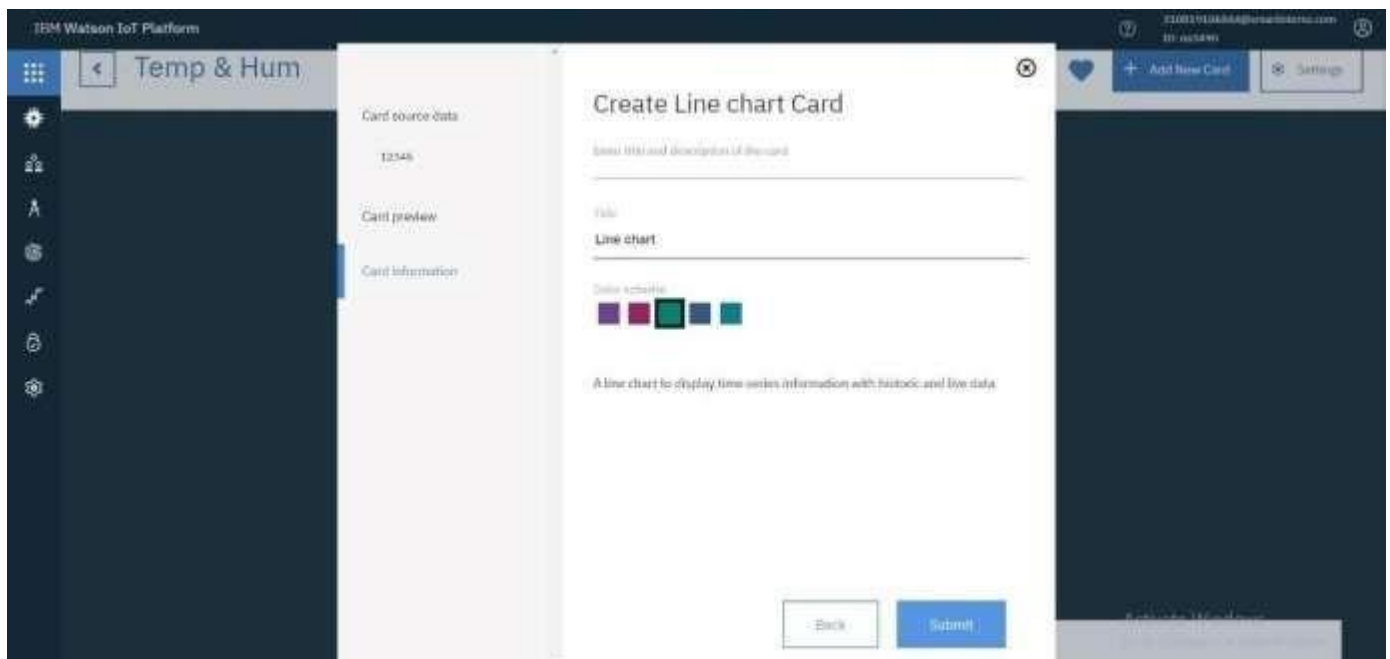 IBM Watson IoT Platform
Temp & Hum
Add New Card
Settings
Card source data
12345
Card preview
Card information
Create Line chart Card
Enter title and description of the card
Title
Line chart
Color scheme
A line chart to display time series information with historic and live data
Back
Submit
Activate Windows